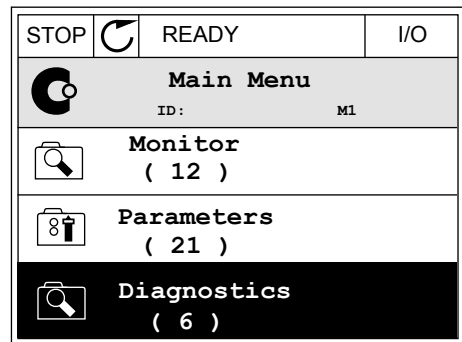 STOP READY I/O
Main Menu
ID: M1
Monitor
( 12 )
Parameters
( 21 )
Diagnostics
( 6 )